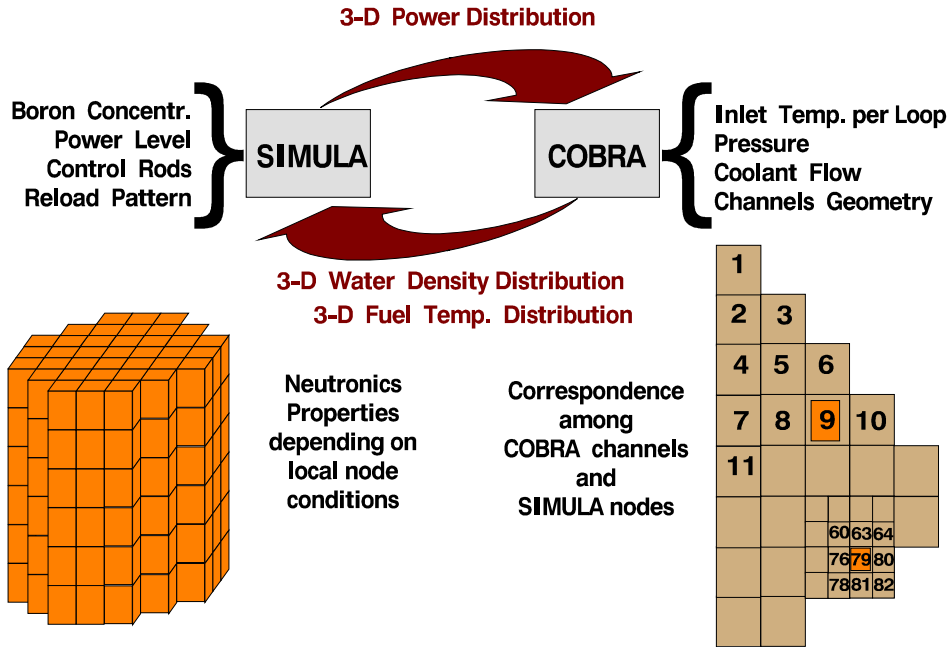 3-D Power Distribution
Boron Concentr.
Power Level
Control Rods
Reload Pattern
SIMULA
COBRA
Inlet Temp. per Loop
Pressure
Coolant Flow
Channels Geometry
3-D Water Density Distribution
3-D Fuel Temp. Distribution
Neutronics
Properties
depending on
local node
conditions
Correspondence
among
COBRA channels
and
SIMULA nodes
1
2 3
4 5 6
7 8 9 10
11
60 63 64
76 79 80
78 81 82